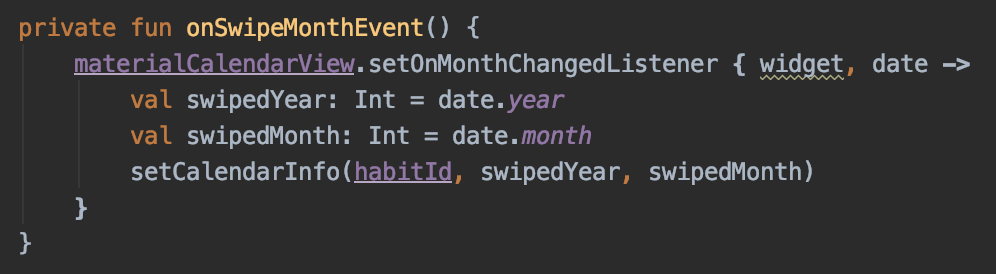 private fun onSwipeMonthEvent() {
materialCalendarView.setOnMonthChangedListener { widget, date ->
val swipedYear: Int = date.year
val swipedMonth: Int = date.month
setCalendarInfo(habitId, swipedYear, swipedMonth)
}
}